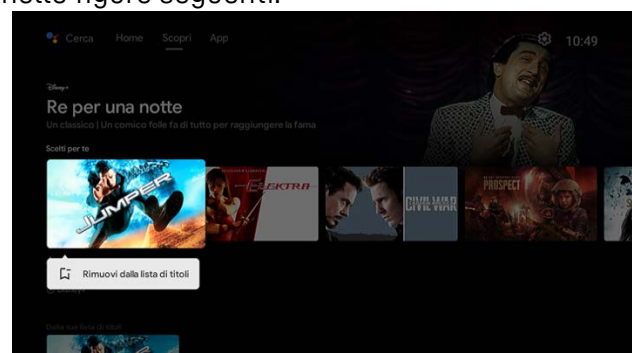 nelle figure seguenti.
Cerca Home Scopri App 10:49
Disney+
Re per una notte
Un classico | Un comico folle fa di tutto per raggiungere la fama
Scelti per te
JUMPER
ELEKTRA
CIVIL WAR
PROSPECT
Rimuovi dalla lista di titoli
Dalla tua lista di titoli